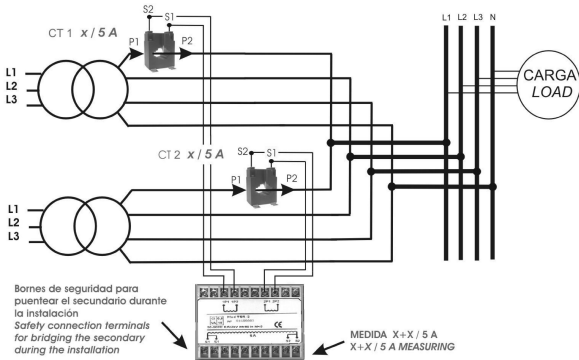 S2
S1
CT 1 x / 5 A
P1
P2
L1
L2
L3
L1 L2 L3 N
CARGA
LOAD
CT 2 x / 5 A
S2
S1
P1
P2
L1
L2
L3
Bornes de seguridad para
puentear el secundario durante
la instalación
Safety connection terminals
for bridging the secondary
during the installation
CE
MEDIDA X+X / 5 A
X+X / 5 A MEASURING